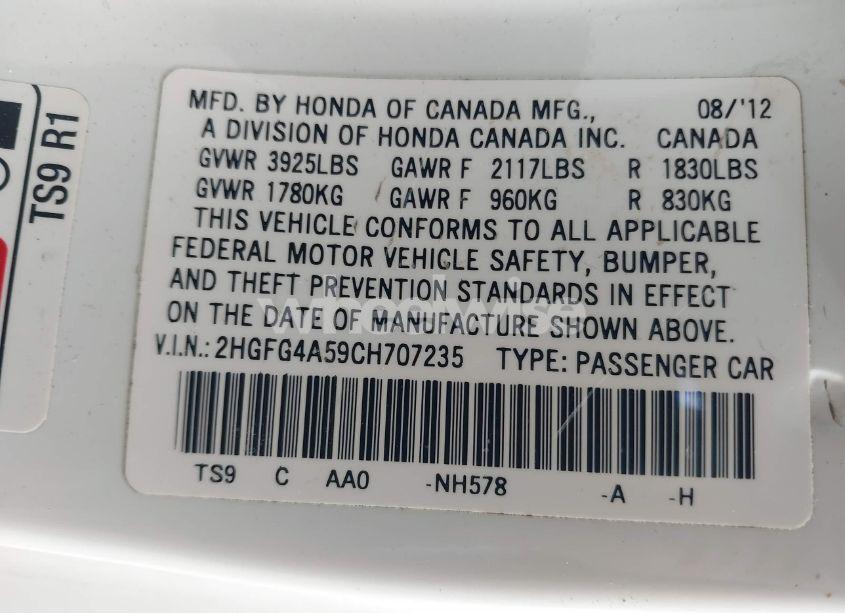 MFD. BY HONDA OF CANADA MFG., 08/'12
A DIVISION OF HONDA CANADA INC. CANADA
GVWR 3925LBS GAWR F 2117LBS R 1830LBS
GVWR 1780KG GAWR F 960KG R 830KG
THIS VEHICLE CONFORMS TO ALL APPLICABLE
FEDERAL MOTOR VEHICLE SAFETY, BUMPER,
AND THEFT PREVENTION STANDARDS IN EFFECT
ON THE DATE OF MANUFACTURE SHOWN ABOVE.
V.I.N.: 2HGFG4A59CH707235 TYPE: PASSENGER CAR
TS9 C AA0 -NH578 -A -H
TS9 R1
wheelwise